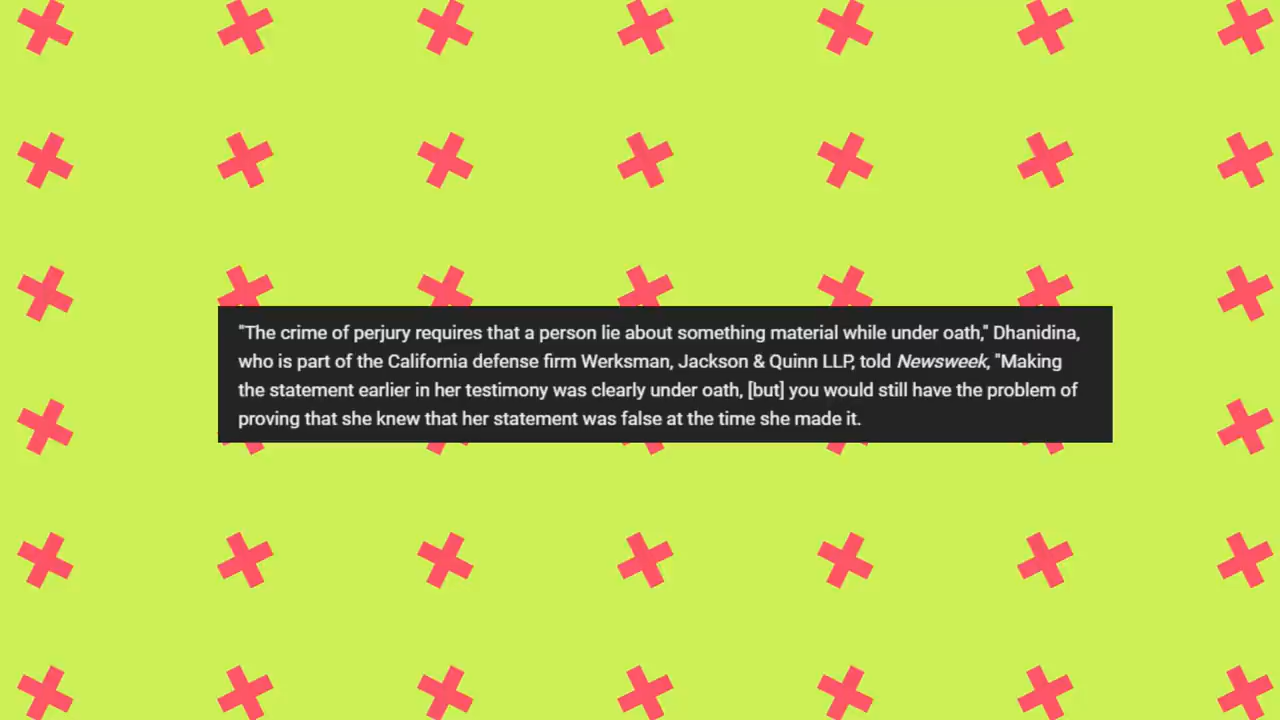 "The crime of perjury requires that a person lie about something material while under oath," Dhanidina,
who is part of the California defense firm Werksman, Jackson & Quinn LLP, told Newsweek, "Making
the statement earlier in her testimony was clearly under oath, [but] you would still have the problem of
proving that she knew that her statement was false at the time she made it.